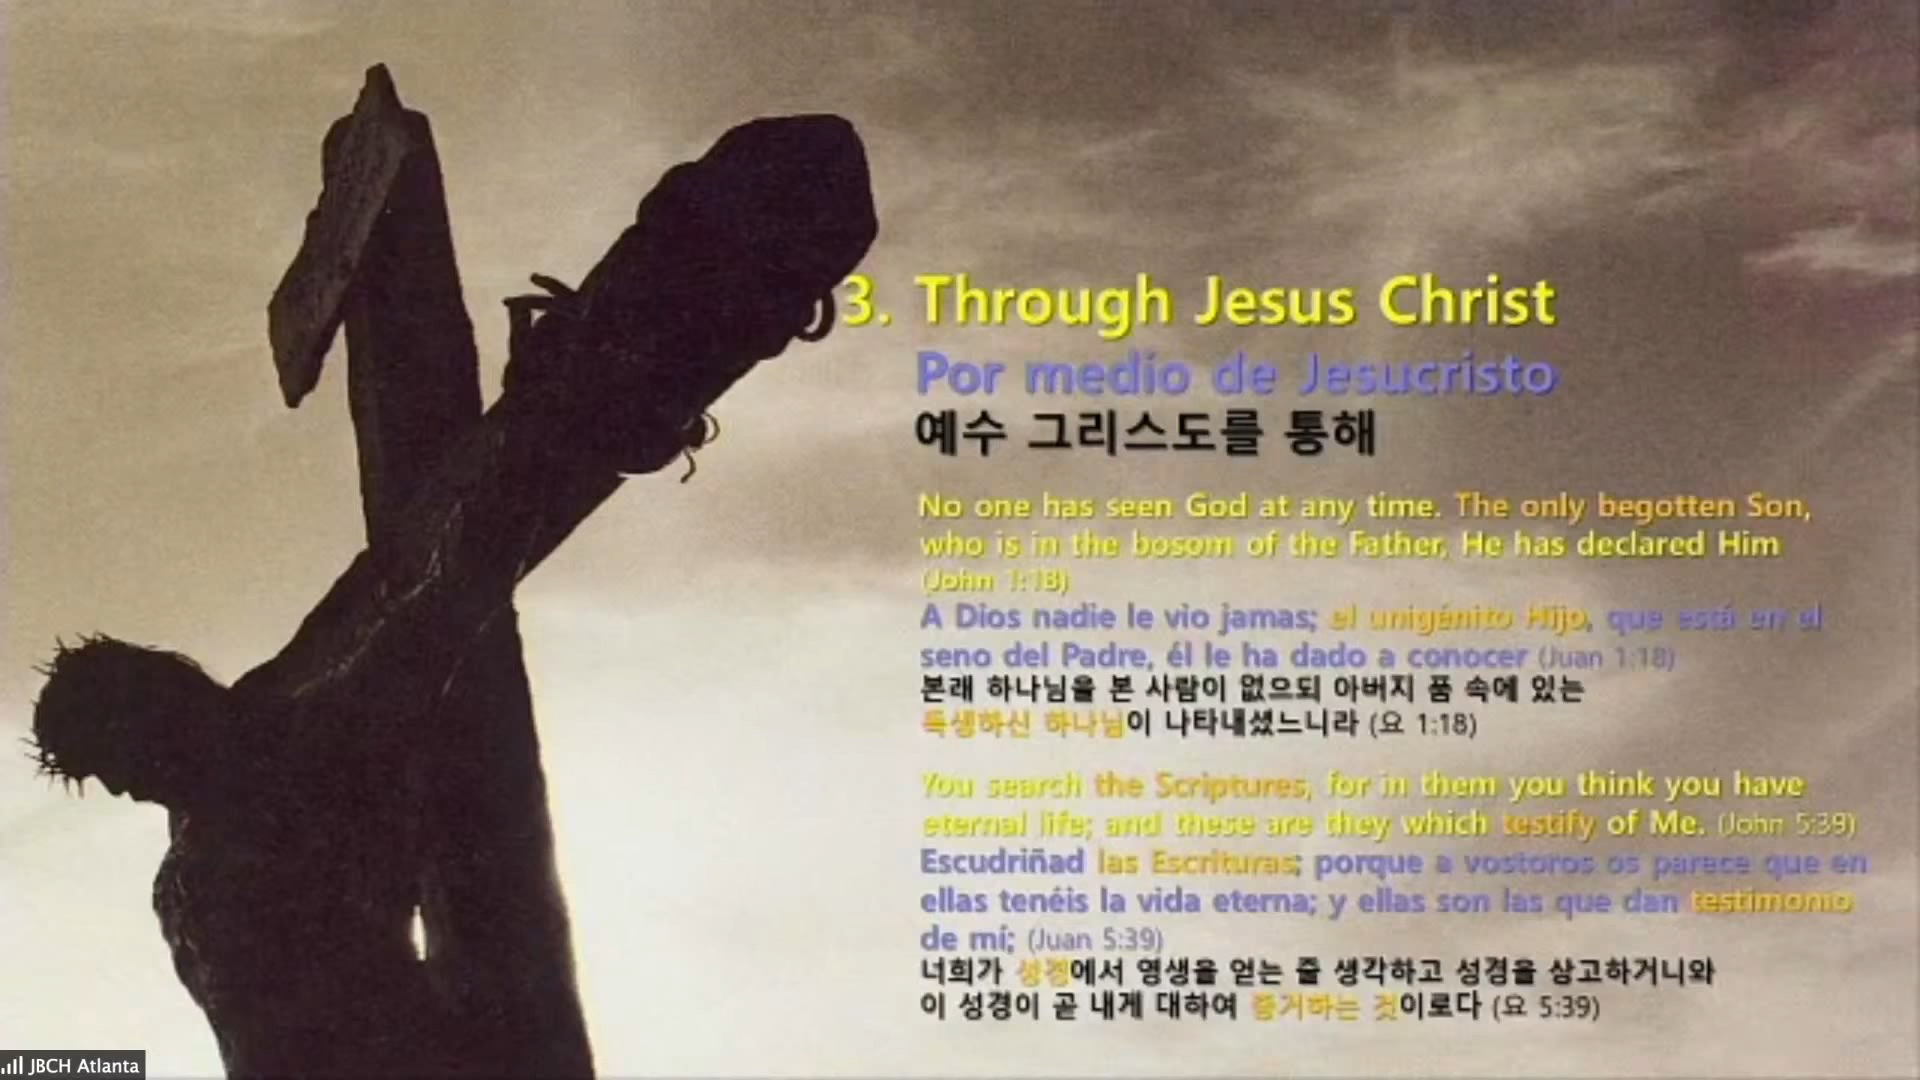 3. Through Jesus Christ
Por medio de Jesucristo
예수 그리스도를 통해
No one has seen God at any time. The only begotten Son,
who is in the bosom of the Father, He has declared Him
(John 1:18)
A Dios nadie le vio jamas; el unigénito Hijo, que está en el
seno del Padre, él le ha dado a conocer (Juan 1:18)
본래 하나님을 본 사람이 없으되 아버지 품 속에 있는
독생하신 하나님이 나타내셨느니라 (요 1:18)
You search the Scriptures, for in them you think you have
eternal life; and these are they which testify of Me. (John 5:39)
Escudriñad las Escrituras; porque a vostoros os parece que en
ellas tenéis la vida eterna; y ellas son las que dan testimonio
de mí; (Juan 5:39)
너희가 성경에서 영생을 얻는 줄 생각하고 성경을 상고하거니와
이 성경이 곧 내게 대하여 증거하는 것이로다 (요 5:39)
JBCH Atlanta